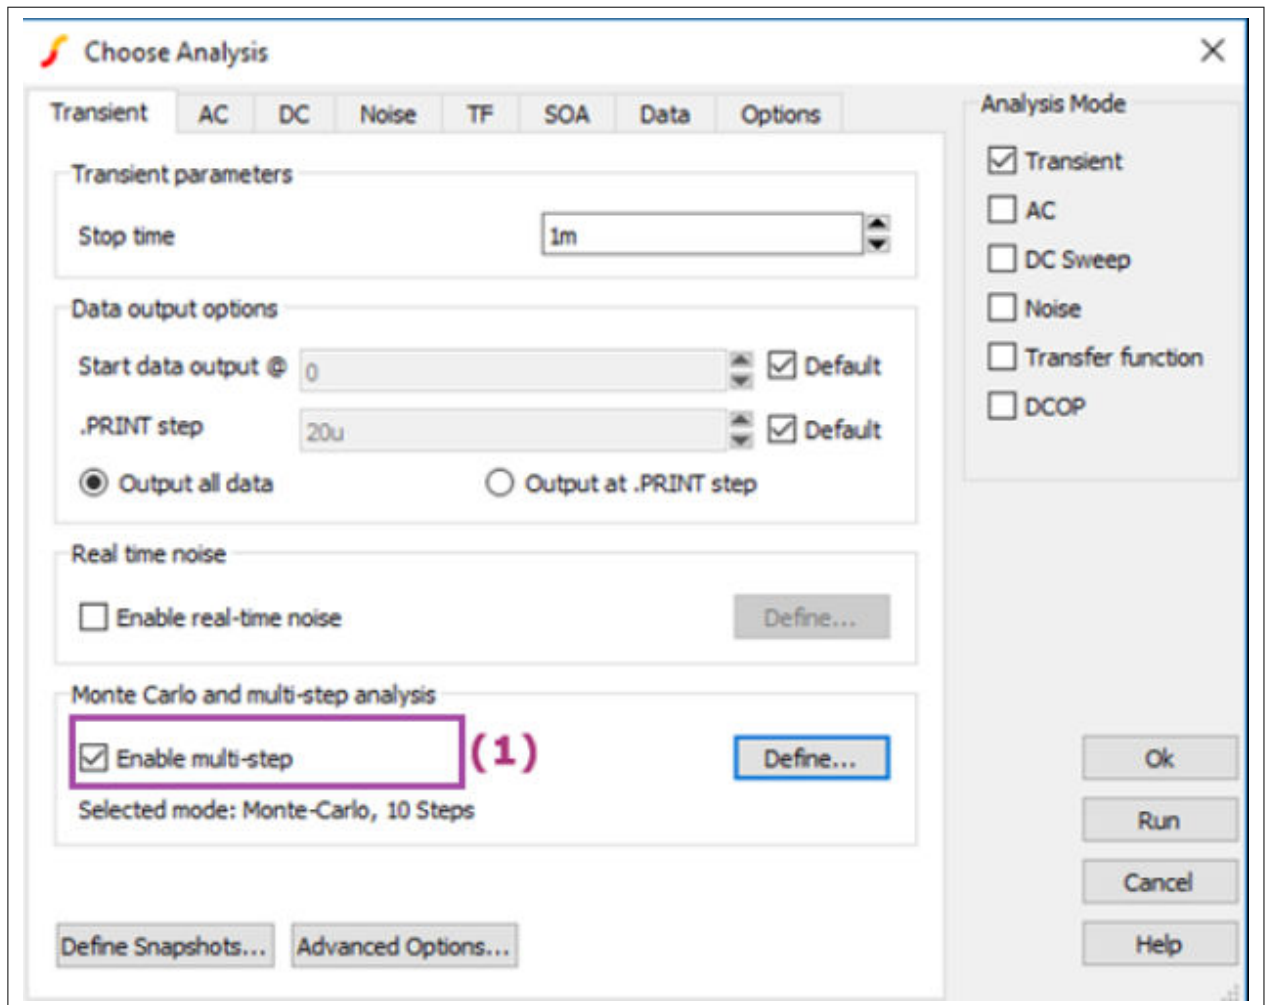 Choose Analysis
Transient AC DC Noise TF SOA Data Options
Transient parameters
Stop time 1m
Data output options
Start data output @ 0 Default
.PRINT step 20u Default
Output all data Output at .PRINT step
Real time noise
Enable real-time noise Define...
Monte Carlo and multi-step analysis
Enable multi-step (1) Define...
Selected mode: Monte-Carlo, 10 Steps
Define Snapshots... Advanced Options...
Analysis Mode
Transient
AC
DC Sweep
Noise
Transfer function
DCOP
Ok
Run
Cancel
Help